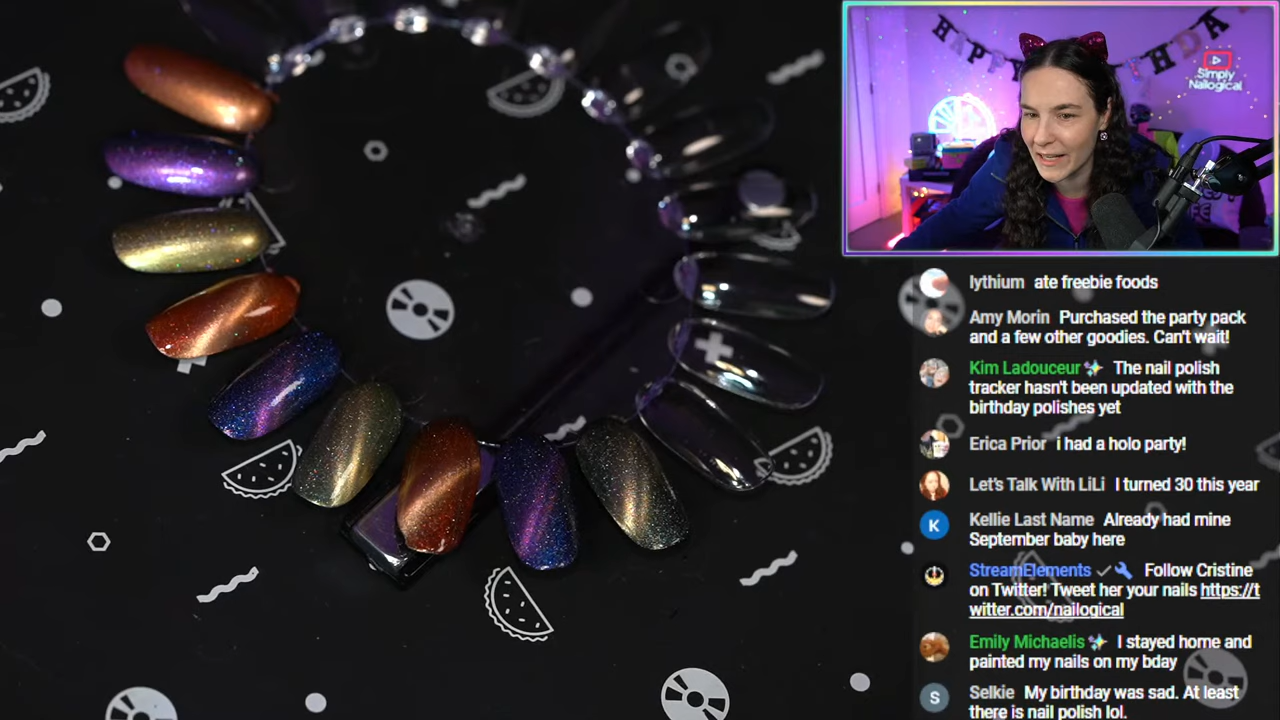 HAPPY
HDA
Simply
Nailogical
lythium ate freebie foods
Amy Morin Purchased the party pack
and a few other goodies. Can't wait!
Kim Ladouceur The nail polish
tracker hasn't been updated with the
birthday polishes yet
Erica Prior i had a holo party!
Let's Talk With LiLi I turned 30 this year
K
Kellie Last Name Already had mine
September baby here
StreamElements Follow Cristine
on Twitter! Tweet her your nails https://t
witter.com/nailogical
Emily Michaelis I stayed home and
painted my nails on my bday
S
Selkie My birthday was sad. At least
there is nail polish lol.